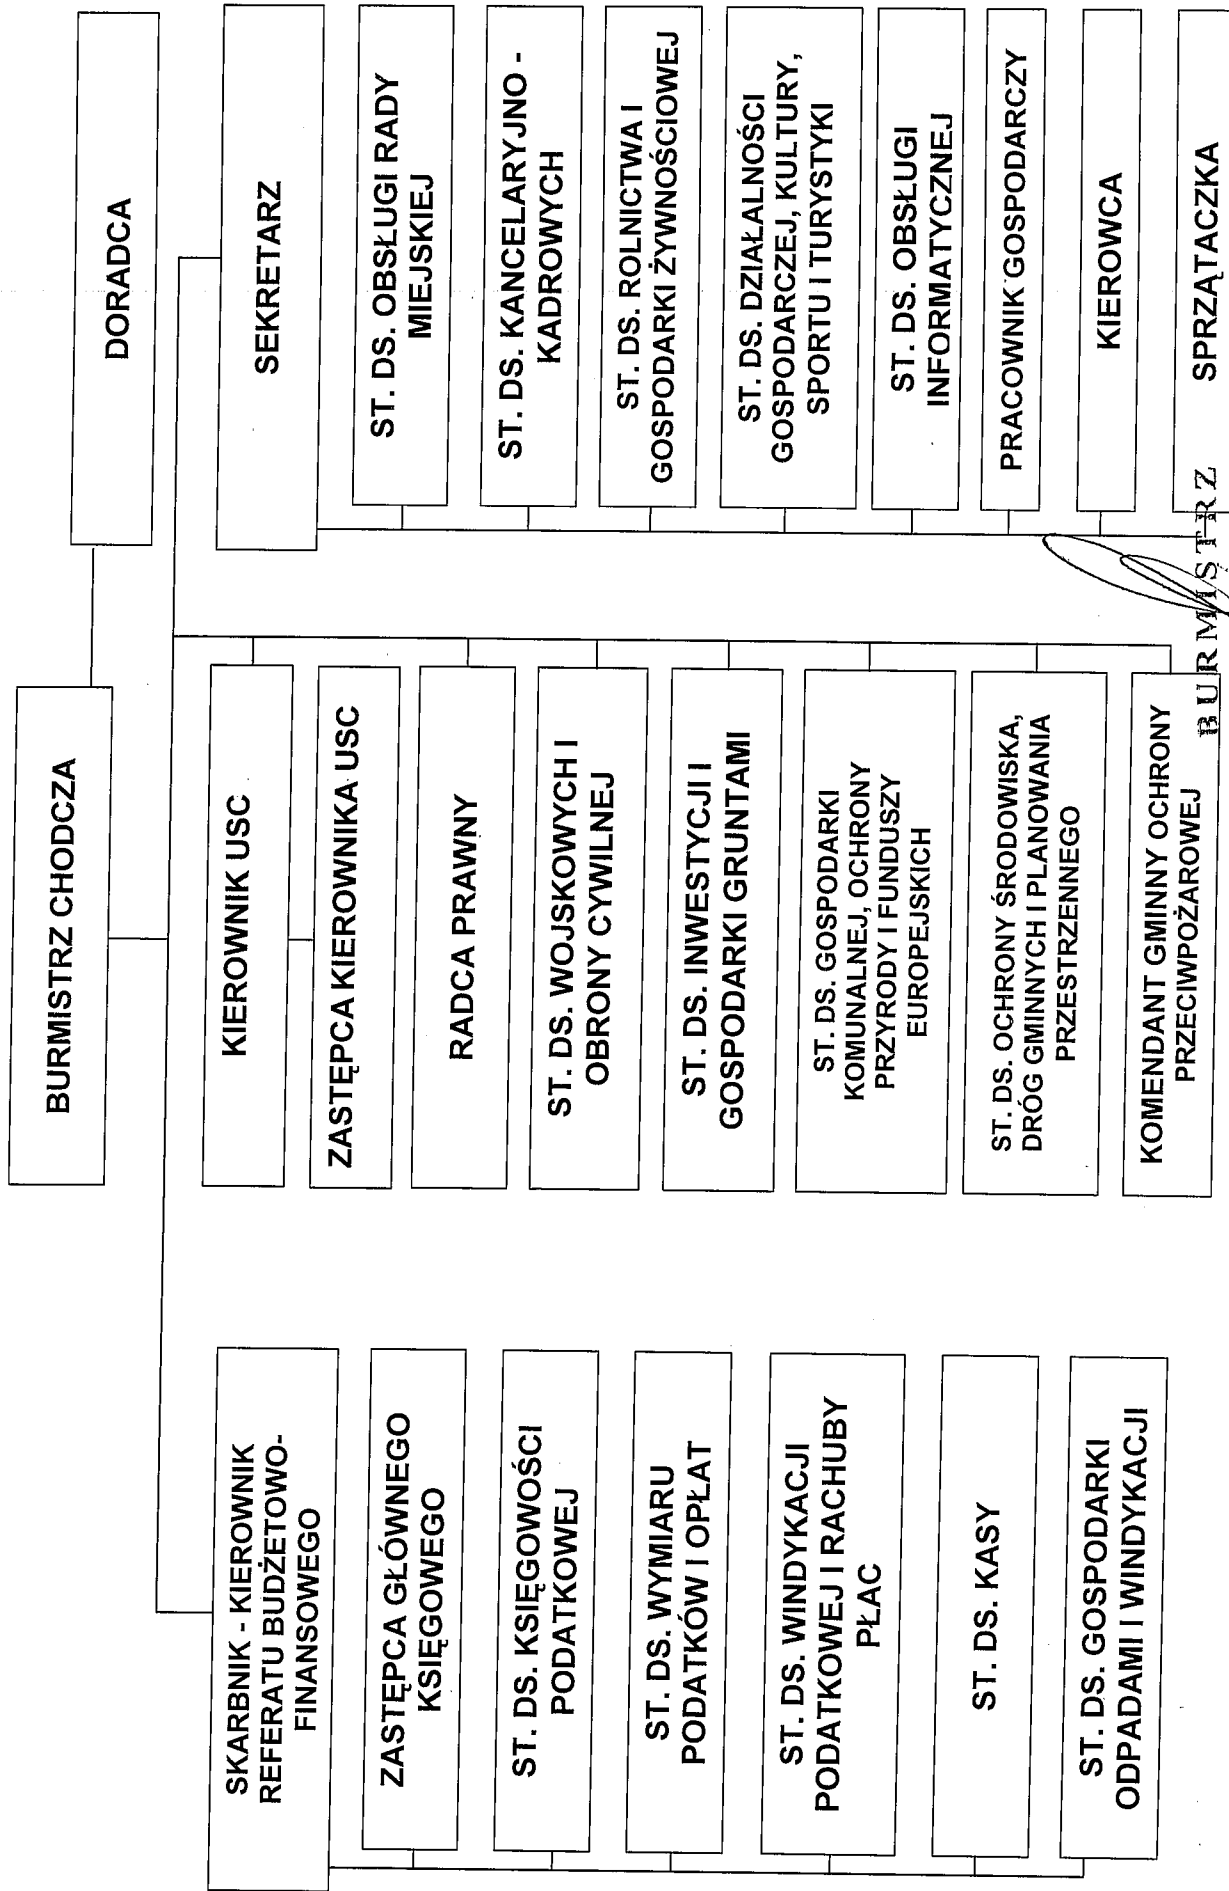 BURMISTRZ CHODCZA
DORADCA
SKARBNIK - KIEROWNIK
REFERATU BUDŻETOWO-
FINANSOWEGO
ZASTĘPCA GŁÓWNEGO
KSIĘGOWEGO
ST. DS. KSIĘGOWOŚCI
PODATKOWEJ
ST. DS. WYMIARU
PODATKÓW I OPŁAT
ST. DS. WINDYKACJI
PODATKOWEJ I RACHUBY
PŁAC
ST. DS. KASY
ST. DS. GOSPODARKI
ODPADAMI I WINDYKACJI
KIEROWNIK USC
ZASTĘPCA KIEROWNIKA USC
RADCA PRAWNY
ST. DS. WOJSKOWYCH I
OBRONY CYWILNEJ
ST. DS. INWESTYCJI I
GOSPODARKI GRUNTAMI
ST. DS. GOSPODARKI
KOMUNALNEJ, OCHRONY
PRZYRODY I FUNDUSZY
EUROPEJSKICH
ST. DS. OCHRONY ŚRODOWISKA,
DRÓG GMINNYCH I PLANOWANIA
PRZESTRZENNEGO
KOMENDANT GMINNY OCHRONY
PRZECIWPOŻAROWEJ
SEKRETARZ
ST. DS. OBSŁUGI RADY
MIEJSKIEJ
ST. DS. KANCELARYJNO -
KADROWYCH
ST. DS. ROLNICTWA I
GOSPODARKI ŻYWNOŚCIOWEJ
ST. DS. DZIAŁALNOŚCI
GOSPODARCZEJ, KULTURY,
SPORTU I TURYSTYKI
ST. DS. OBSŁUGI
INFORMATYCZNEJ
PRACOWNIK GOSPODARCZY
KIEROWCA
SPRZĄTACZKA
BURMISTRZ